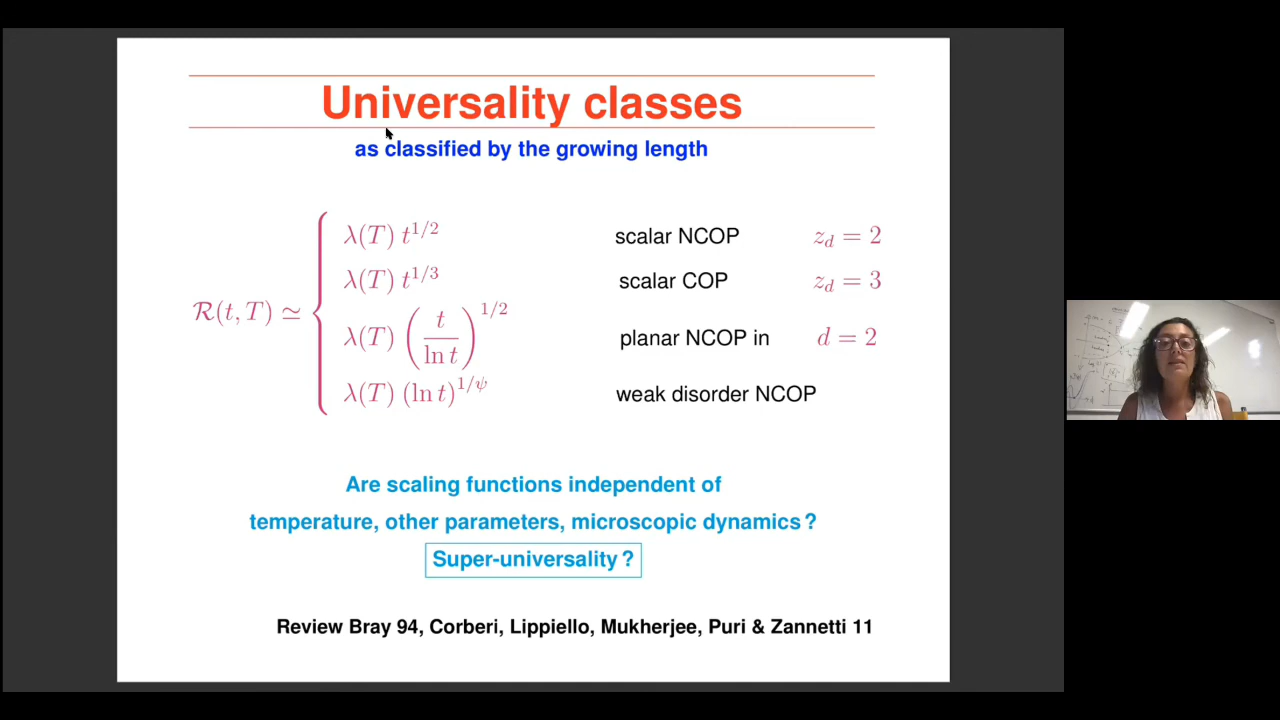 Universality classes
as classified by the growing length
R(t, T) ≃ { λ(T) t^{1/2} scalar NCOP z_d = 2
λ(T) t^{1/3} scalar COP z_d = 3
λ(T) (t / ln t)^{1/2} planar NCOP in d = 2
λ(T) (ln t)^{1/ψ} weak disorder NCOP
Are scaling functions independent of
temperature, other parameters, microscopic dynamics ?
Super-universality ?
Review Bray 94, Corberi, Lippiello, Mukherjee, Puri & Zannetti 11